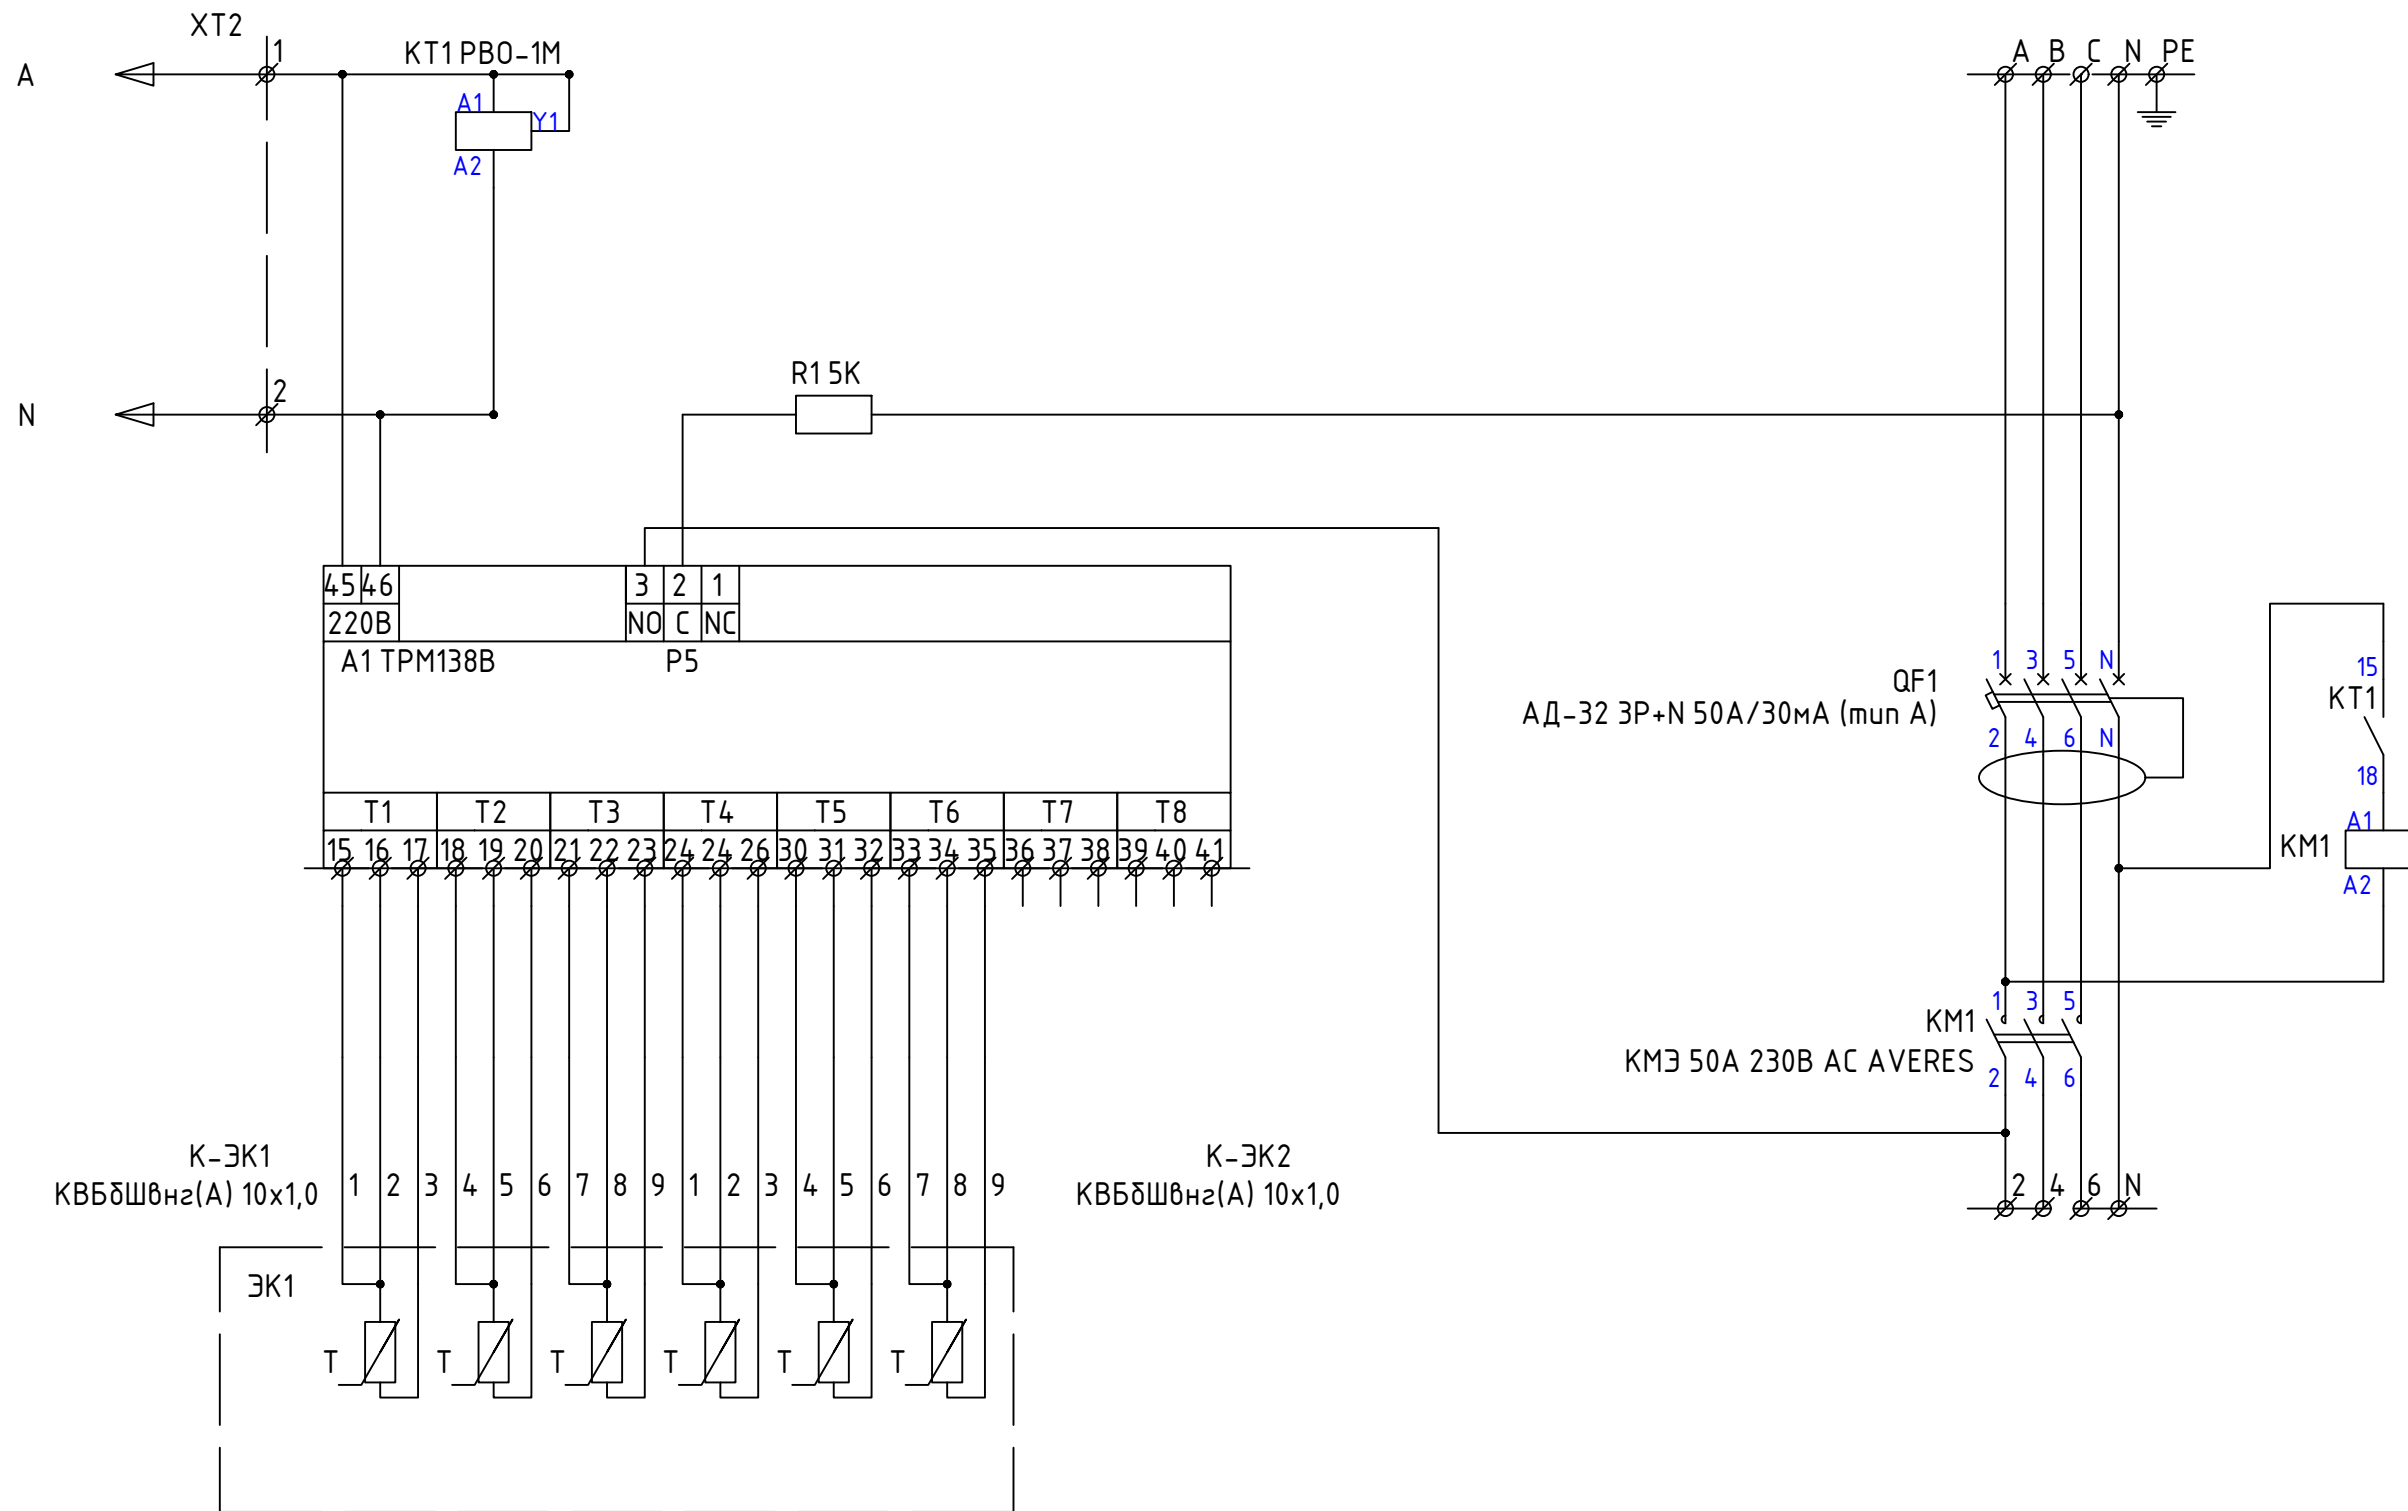 XT2
1
KT1 PBO-1M
A
A1
Y1
A2
A B C N PE
2
N
R1 5K
45 46
3 2 1
220В
NO C NC
A1 ТРМ138В
P5
T1 T2 T3 T4 T5 T6 T7 T8
15 16 17 18 19 20 21 22 23 24 24 26 30 31 32 33 34 35 36 37 38 39 40 41
1 3 5 N
QF1
АД-32 3P+N 50А/30мА (тип А)
2 4 6 N
15
KT1
18
A1
KM1
A2
1 3 5
KM1
КМЭ 50А 230В АС AVERES
2 4 6
К-ЭК1
КВБбШвнг(А) 10х1,0
1 2 3 4 5 6 7 8 9 1 2 3 4 5 6 7 8 9
К-ЭК2
КВБбШвнг(А) 10х1,0
2 4 6 N
ЭК1
T T T T T T